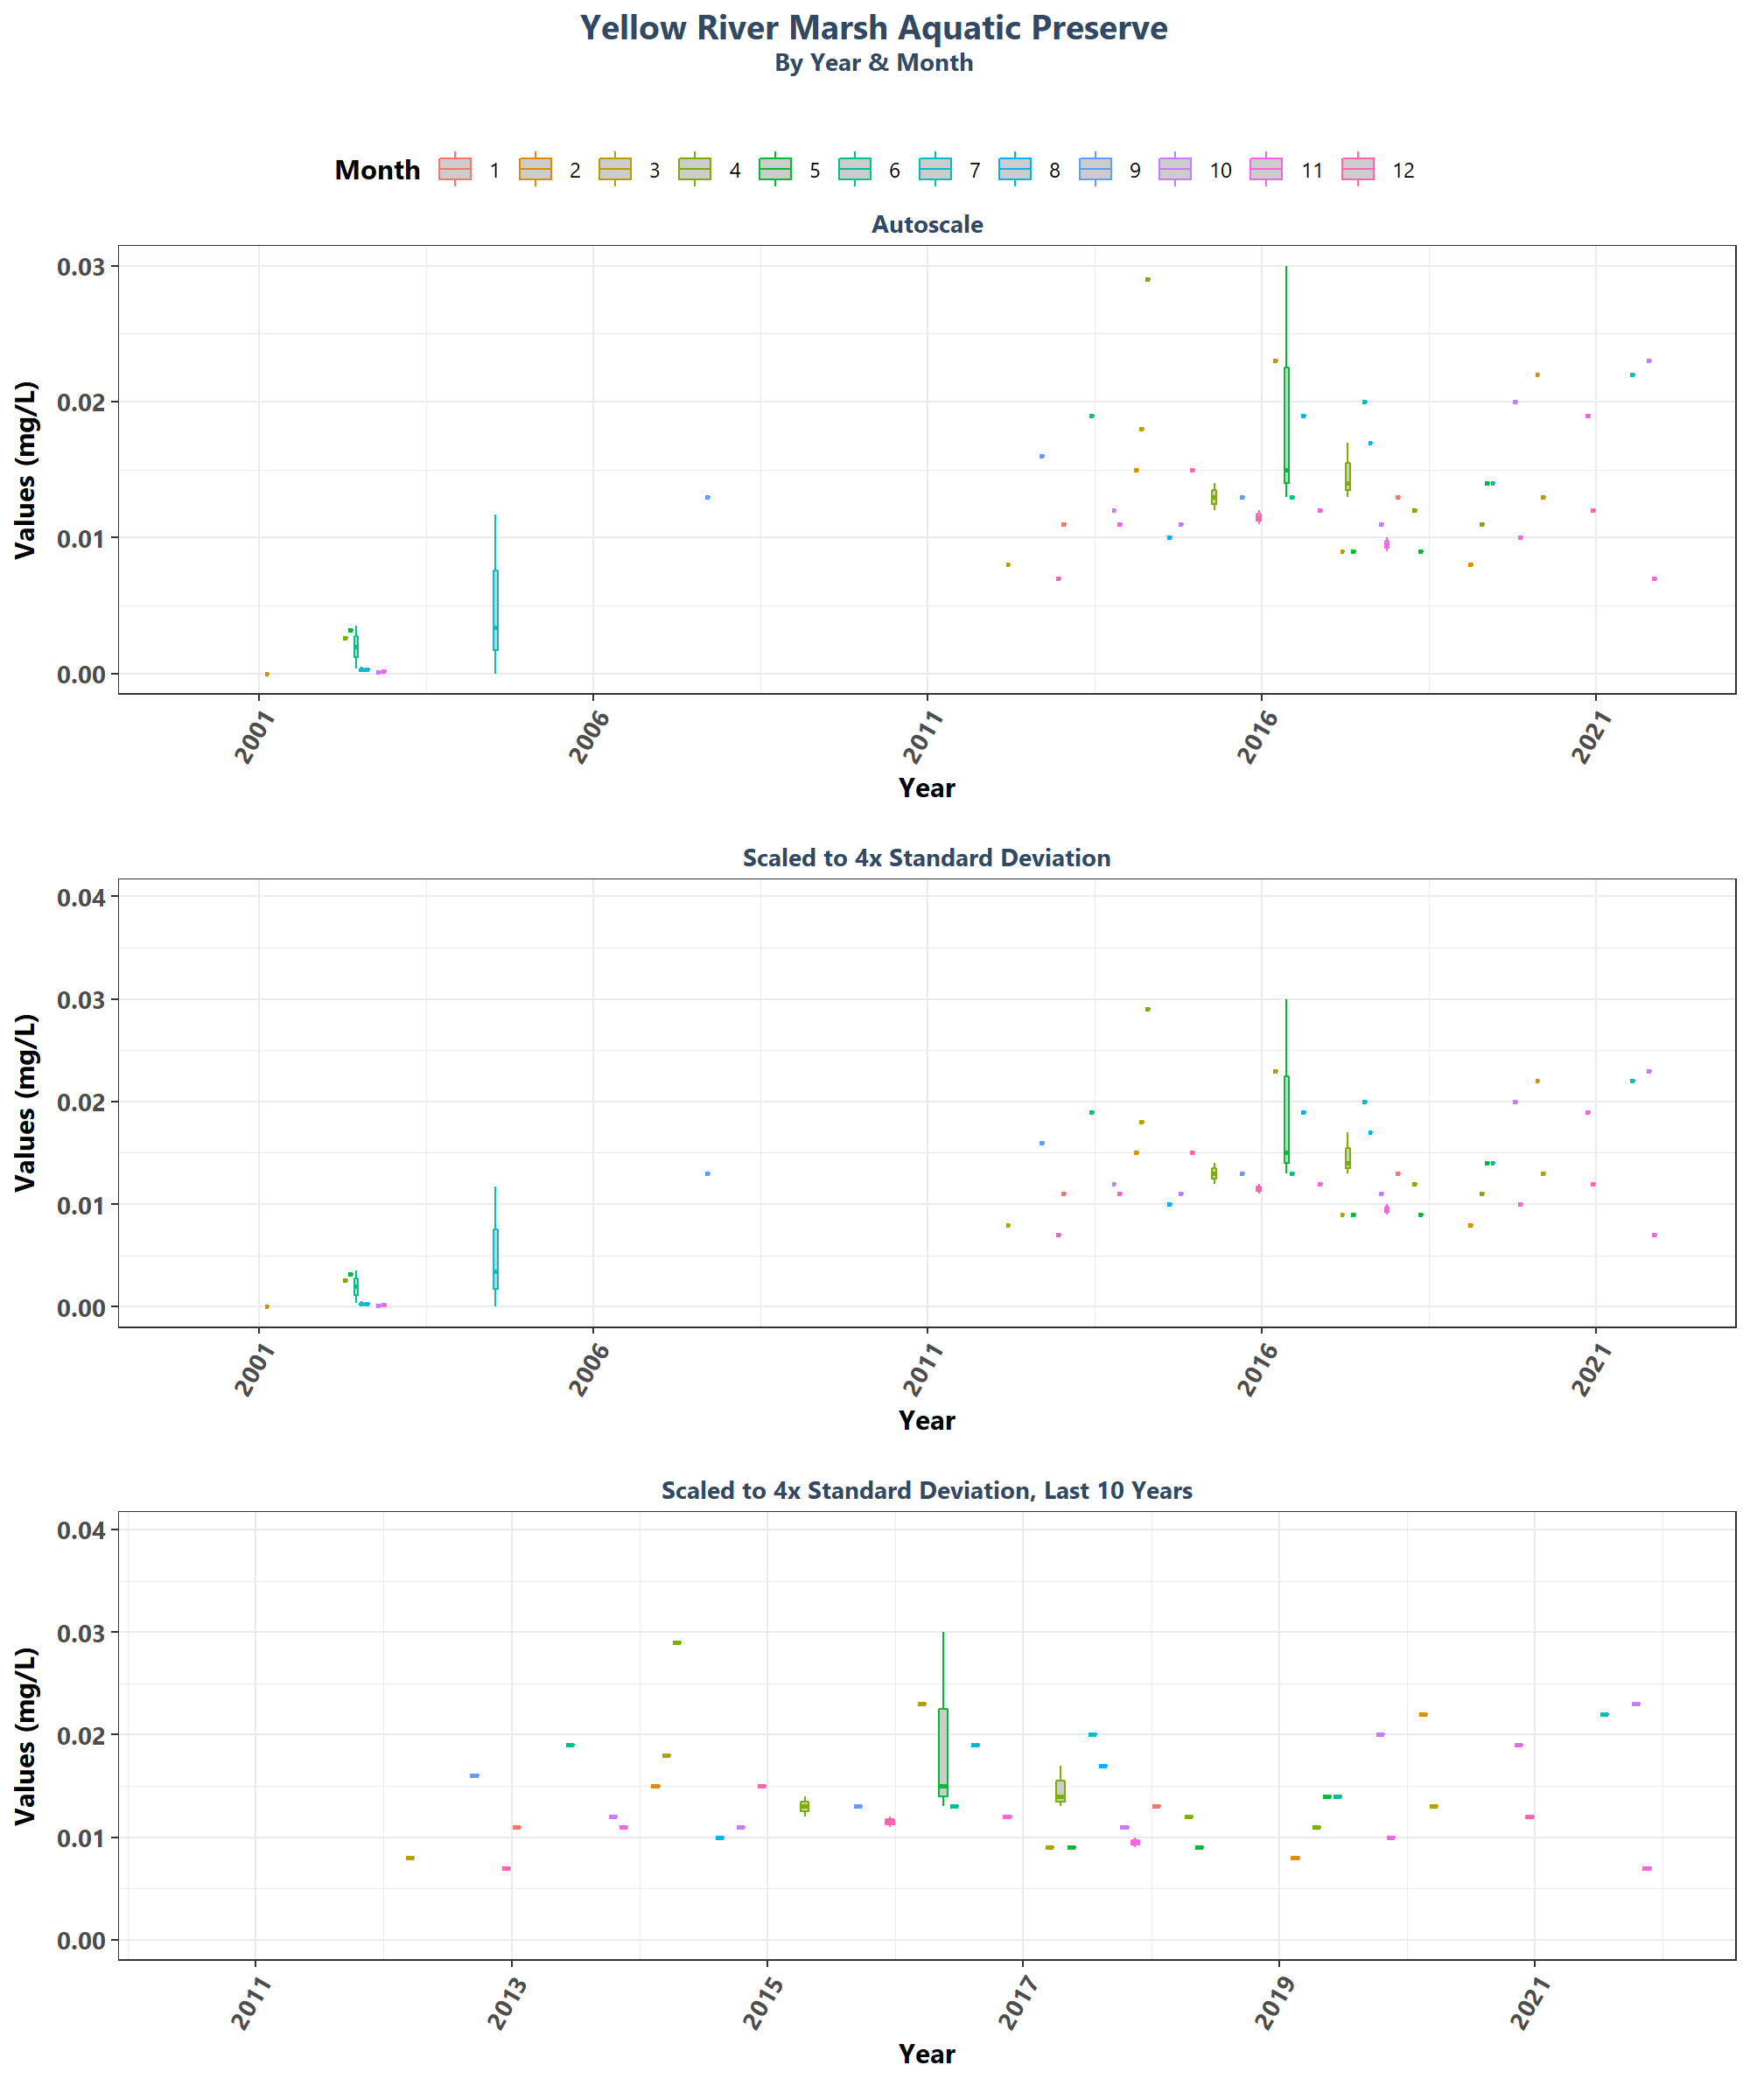 Yellow River Marsh Aquatic Preserve
By Year & Month
Month 1 2 3 4 5 6 7 8 9 10 11 12
Autoscale
Values (mg/L)
0.03
0.02
0.01
0.00
2001 2006 2011 2016 2021
Year
Scaled to 4x Standard Deviation
Values (mg/L)
0.04
0.03
0.02
0.01
0.00
2001 2006 2011 2016 2021
Year
Scaled to 4x Standard Deviation, Last 10 Years
Values (mg/L)
0.04
0.03
0.02
0.01
0.00
2011 2013 2015 2017 2019 2021
Year